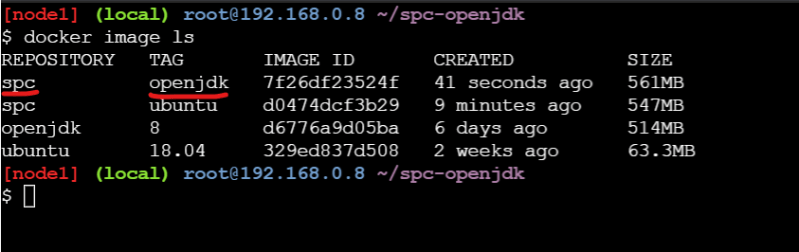 [node1] (local) root@192.168.0.8 ~/spc-openjdk
$ docker image ls
REPOSITORY TAG IMAGE ID CREATED SIZE
spc openjdk 7f26df23524f 41 seconds ago 561MB
spc ubuntu d0474dcf3b29 9 minutes ago 547MB
openjdk 8 d6776a9d05ba 6 days ago 514MB
ubuntu 18.04 329ed837d508 2 weeks ago 63.3MB
[node1] (local) root@192.168.0.8 ~/spc-openjdk
$